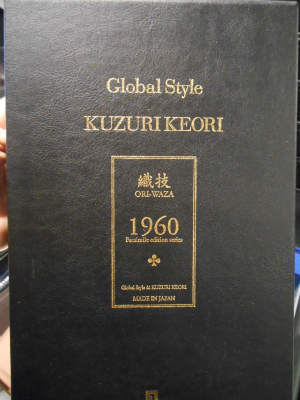 Global Style
KUZURI KEORI
織技
ORI-WAZA
1960
Facsimile edition series
Global Style & KUZURI KEORI
MADE IN JAPAN